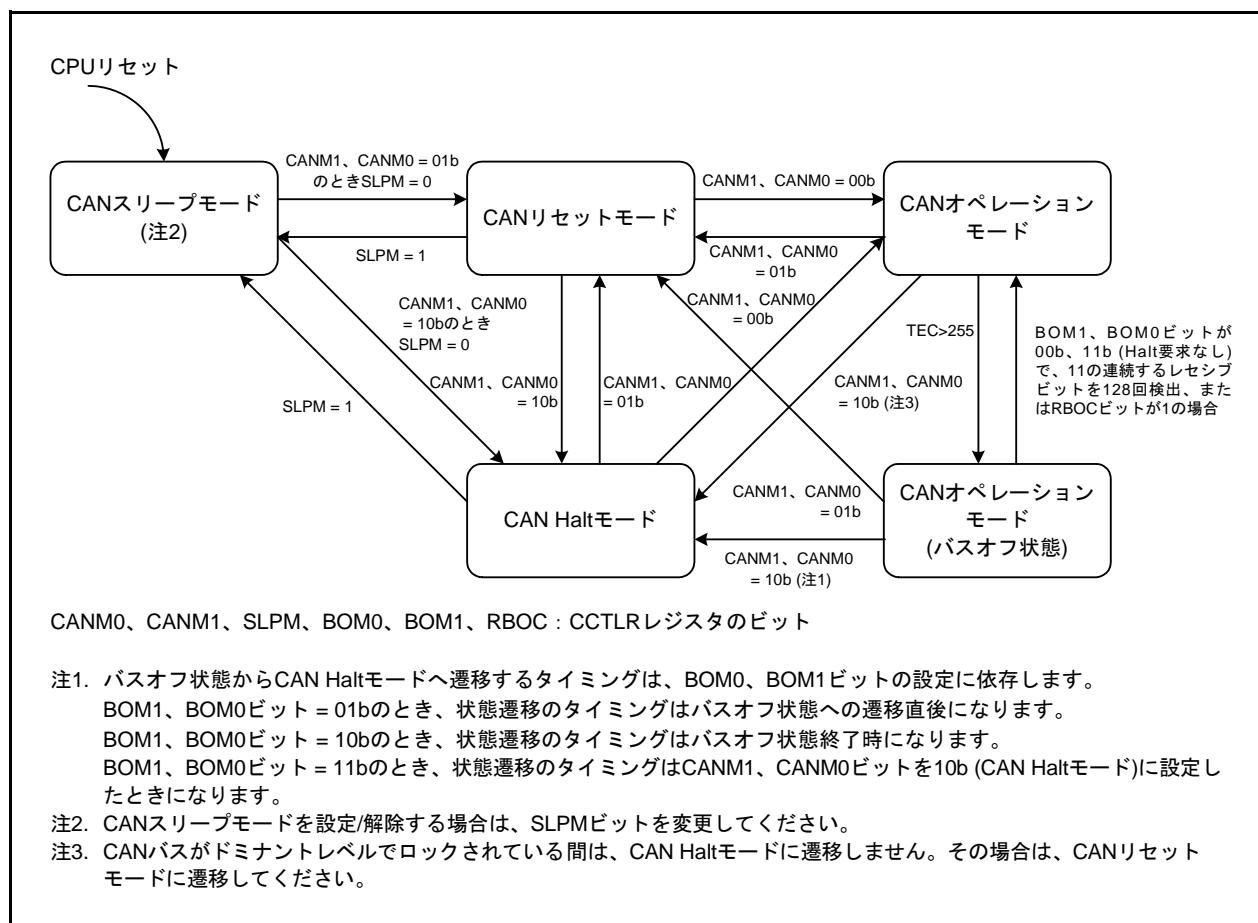 CPUリセット
CANスリープモード
(注2)
CANM1、CANM0 = 01b
のときSLPM = 0
SLPM = 1
CANリセットモード
CANM1、CANM0 = 00b
CANM1、CANM0
= 01b
CANオペレーション
モード
CANM1、CANM0
= 10bのとき
SLPM = 0
CANM1、CANM0
= 00b
TEC>255
BOM1、BOM0ビットが
00b、11b (Halt要求なし)
で、11の連続するレセシブ
ビットを128回検出、また
はRBOCビットが1の場合
SLPM = 1
CANM1、CANM0
= 10b
CANM1、CANM0
= 01b
CANM1、CANM0
= 10b (注3)
CAN Haltモード
CANM1、CANM0
= 01b
CANM1、CANM0
= 10b (注1)
CANオペレーション
モード
(バスオフ状態)
CANM0、CANM1、SLPM、BOM0、BOM1、RBOC：CCTLRレジスタのビット
注1. バスオフ状態からCAN Haltモードへ遷移するタイミングは、BOM0、BOM1ビットの設定に依存します。
BOM1、BOM0ビット = 01bのとき、状態遷移のタイミングはバスオフ状態への遷移直後になります。
BOM1、BOM0ビット = 10bのとき、状態遷移のタイミングはバスオフ状態終了時になります。
BOM1、BOM0ビット = 11bのとき、状態遷移のタイミングはCANM1、CANM0ビットを10b (CAN Haltモード)に設定し
たときになります。
注2. CANスリープモードを設定/解除する場合は、SLPMビットを変更してください。
注3. CANバスがドミナントレベルでロックされている間は、CAN Haltモードに遷移しません。その場合は、CANリセット
モードに遷移してください。